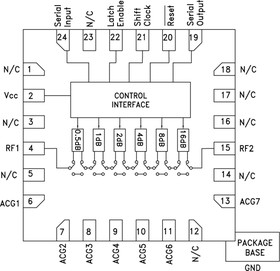 Serial
Input
N/C
Latch
Enable
Shift
Clock
Reset
Serial
Output
24
23
22
21
20
19
N/C
1
18
N/C
Vcc
2
CONTROL
INTERFACE
17
N/C
N/C
3
16
N/C
0.5dB
1dB
2dB
4dB
8dB
16dB
RF1
4
15
RF2
N/C
5
14
N/C
ACG1
6
13
ACG7
7
8
9
10
11
12
ACG2
ACG3
ACG4
ACG5
ACG6
N/C
PACKAGE
BASE
GND